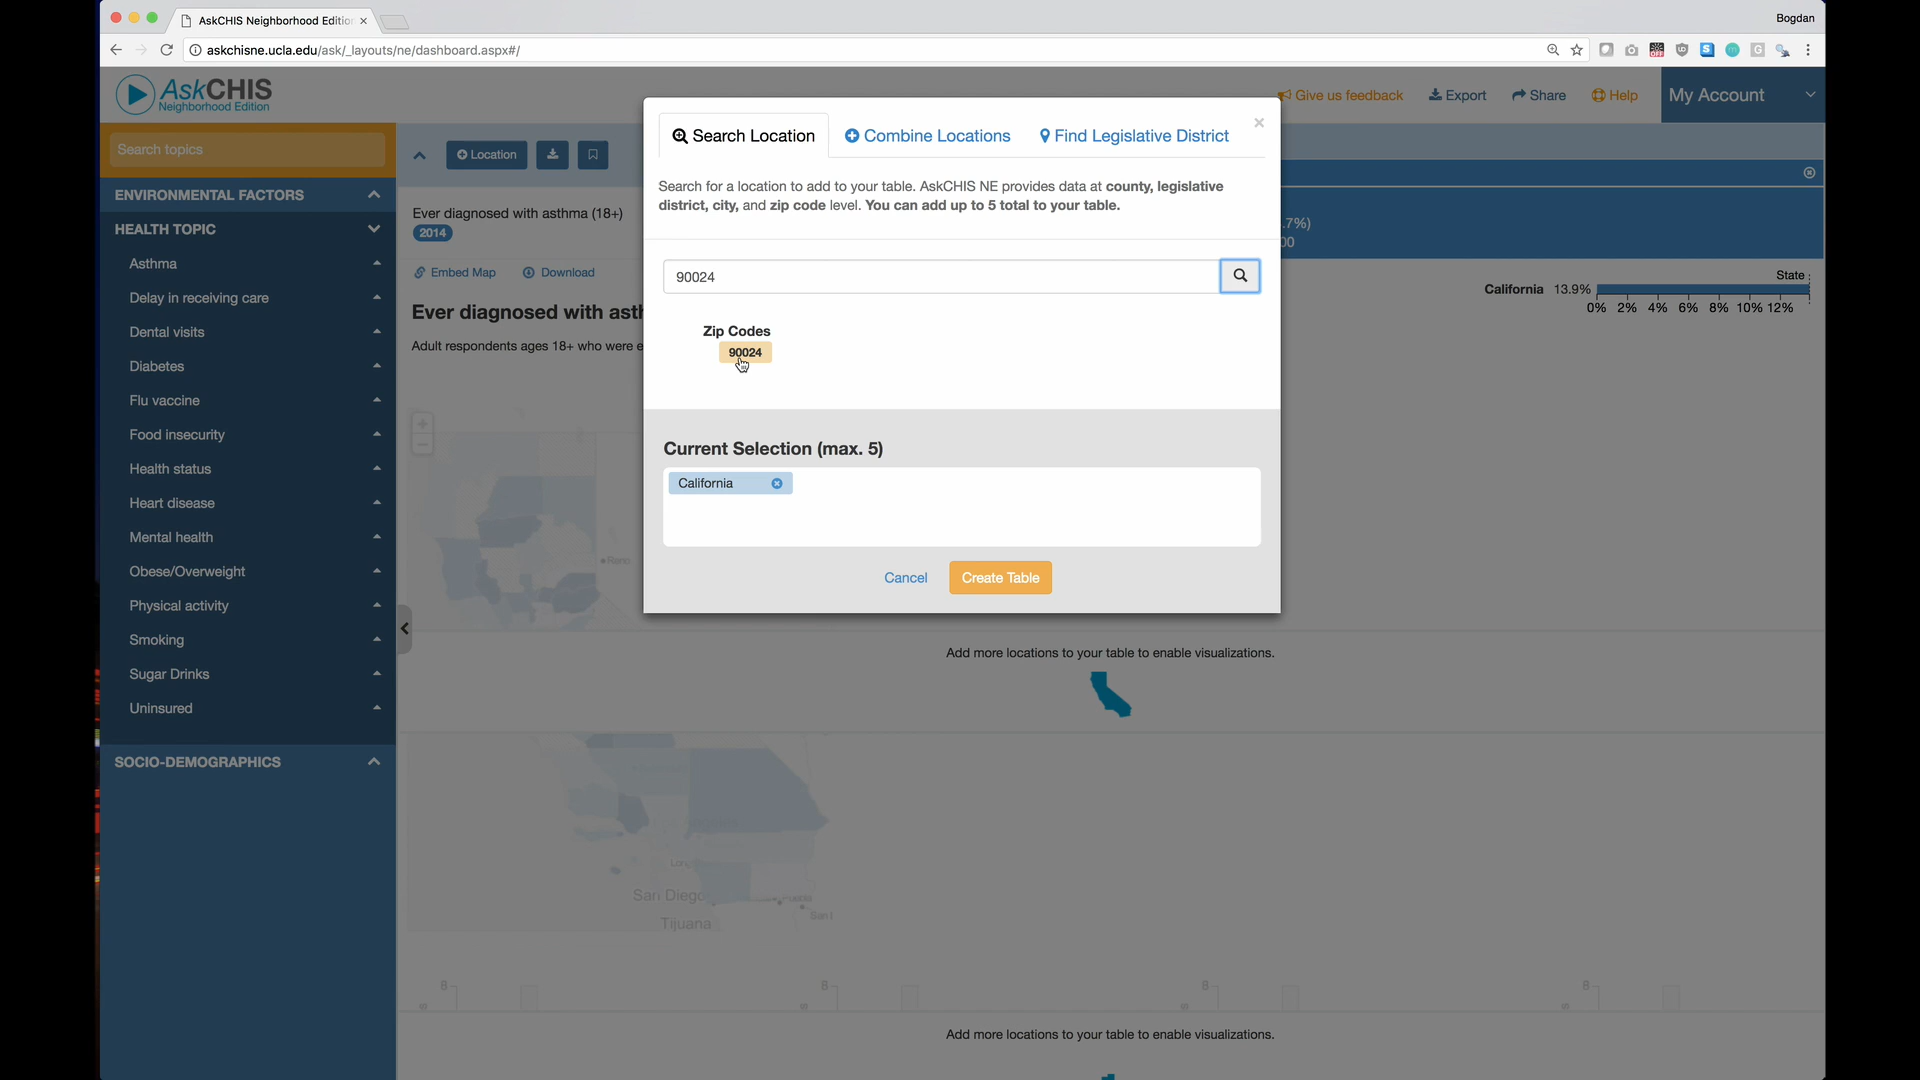 AskCHIS Neighborhood Editio
Bogdan
askchisne.ucla.edu/ask/_layouts/ne/dashboard.aspx#/
AskCHIS
Neighborhood Edition
Give us feedback
Export
Share
Help
My Account
Search topics
ENVIRONMENTAL FACTORS
HEALTH TOPIC
Asthma
Delay in receiving care
Dental visits
Diabetes
Flu vaccine
Food insecurity
Health status
Heart disease
Mental health
Obese/Overweight
Physical activity
Smoking
Sugar Drinks
Uninsured
SOCIO-DEMOGRAPHICS
Location
Ever diagnosed with asthma (18+)
2014
Embed Map
Download
Ever diagnosed with asth
Adult respondents ages 18+ who were e
Search Location
Combine Locations
Find Legislative District
×
Search for a location to add to your table. AskCHIS NE provides data at county, legislative
district, city, and zip code level. You can add up to 5 total to your table.
90024
Zip Codes
90024
Current Selection (max. 5)
California
Cancel
Create Table
.7%)
00
State
California 13.9%
0% 2% 4% 6% 8% 10% 12%
Reno
Add more locations to your table to enable visualizations.
Lon
San Diego
Tijuana
San l
Add more locations to your table to enable visualizations.